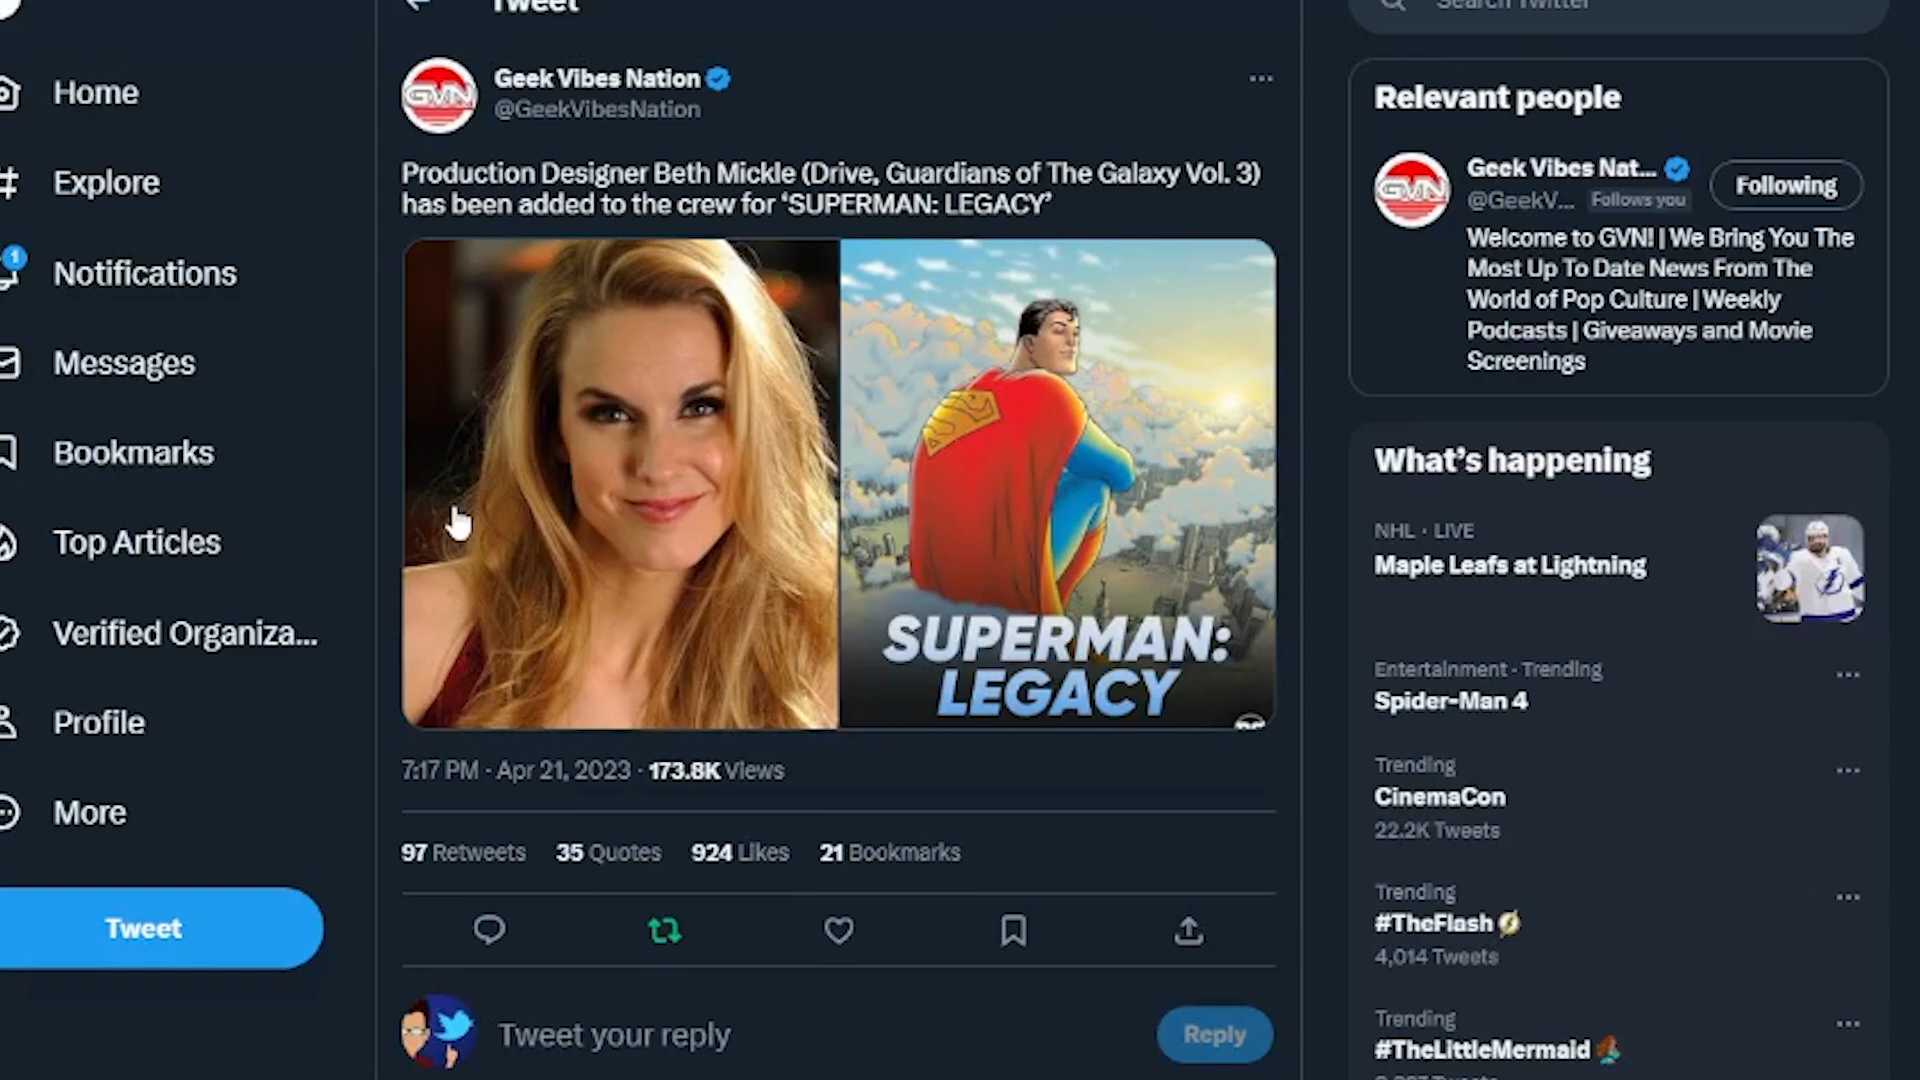 Tweet
Search Twitter
Home
Explore
1
Notifications
Messages
Bookmarks
Top Articles
Verified Organiza...
Profile
More
Tweet
GVN
Geek Vibes Nation
@GeekVibesNation
Production Designer Beth Mickle (Drive, Guardians of The Galaxy Vol. 3)
has been added to the crew for ‘SUPERMAN: LEGACY’
SUPERMAN:
LEGACY
7:17 PM · Apr 21, 2023 · 173.8K Views
97 Retweets 35 Quotes 924 Likes 21 Bookmarks
Tweet your reply
Reply
Relevant people
GVN
Geek Vibes Nat...
@GeekV... Follows you
Following
Welcome to GVN! | We Bring You The
Most Up To Date News From The
World of Pop Culture | Weekly
Podcasts | Giveaways and Movie
Screenings
What’s happening
NHL · LIVE
Maple Leafs at Lightning
Entertainment · Trending
Spider-Man 4
Trending
CinemaCon
22.2K Tweets
Trending
#TheFlash
4,014 Tweets
Trending
#TheLittleMermaid